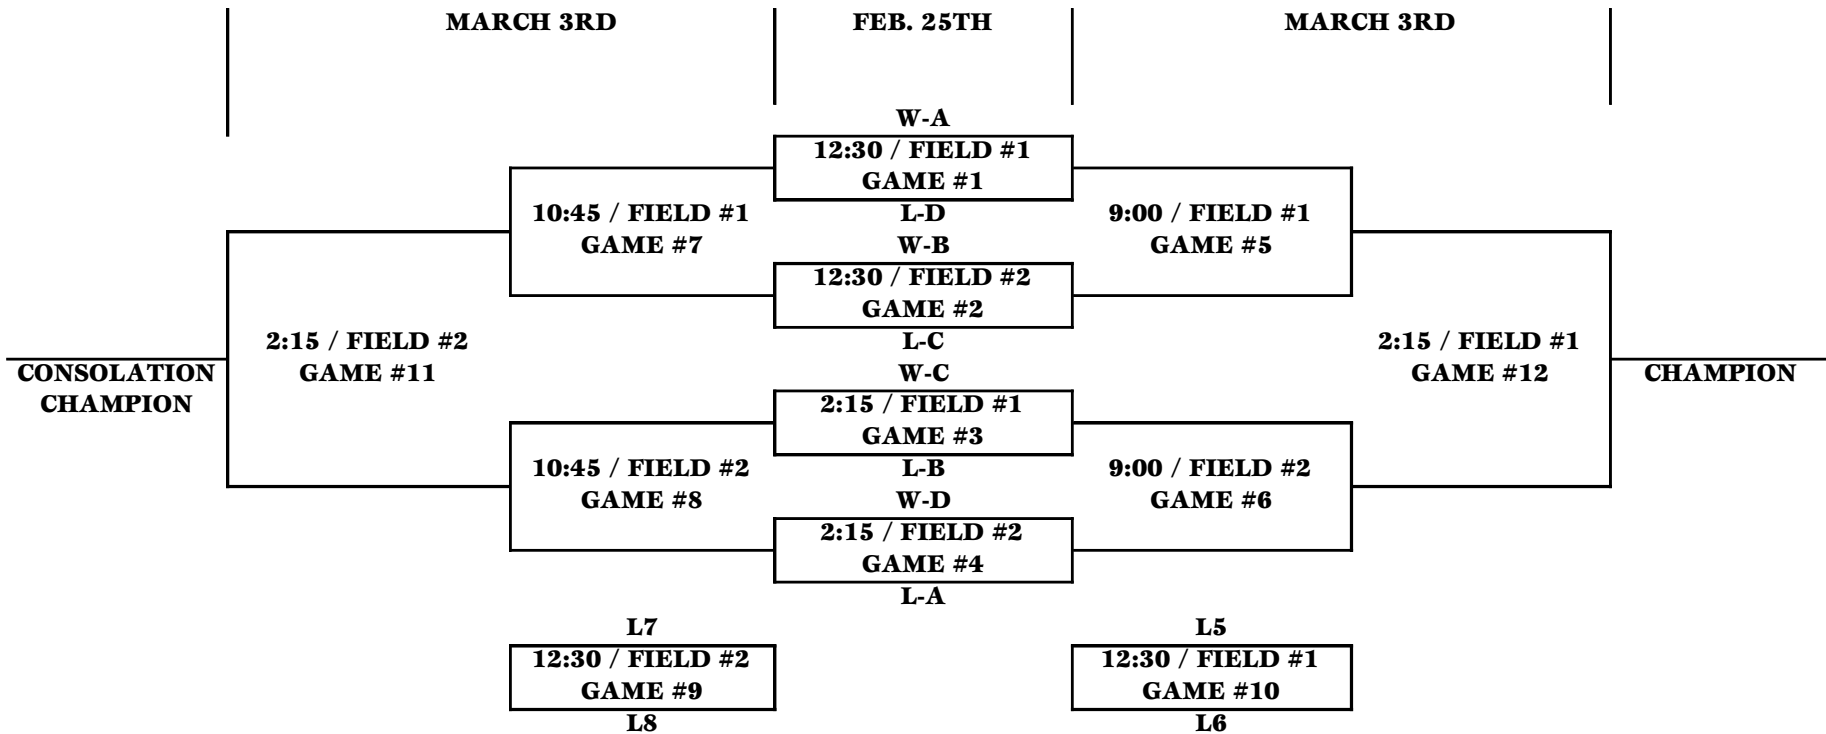 MARCH 3RD
FEB. 25TH
MARCH 3RD
W-A
12:30 / FIELD #1
GAME #1
L-D
10:45 / FIELD #1
GAME #7
9:00 / FIELD #1
GAME #5
W-B
12:30 / FIELD #2
GAME #2
L-C
2:15 / FIELD #2
GAME #11
2:15 / FIELD #1
GAME #12
CONSOLATION
CHAMPION
CHAMPION
W-C
2:15 / FIELD #1
GAME #3
L-B
10:45 / FIELD #2
GAME #8
9:00 / FIELD #2
GAME #6
W-D
2:15 / FIELD #2
GAME #4
L-A
L7
12:30 / FIELD #2
GAME #9
L8
L5
12:30 / FIELD #1
GAME #10
L6